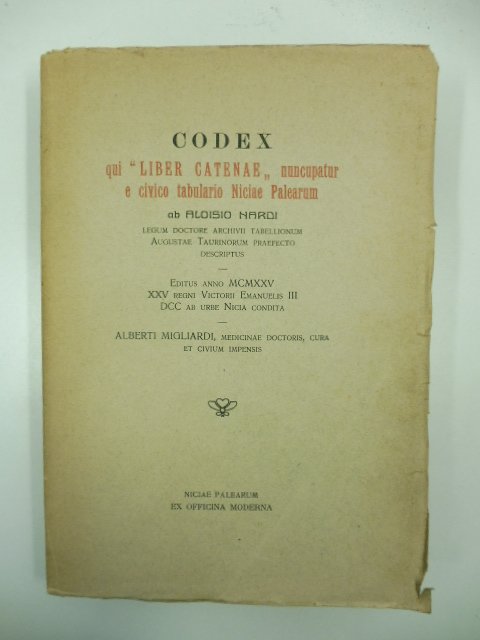 CODEX
qui "LIBER CATENAE„ nuncupatur
e civico tabulario Niciae Palearum
ab ALOISIO NARDI
LEGUM DOCTORE ARCHIVII TABELLIONUM
AUGUSTAE TAURINORUM PRAEFECTO
DESCRIPTUS
EDITUS ANNO MCMXXV
XXV REGNI VICTORII EMANUELIS III
DCC AB URBE NICIA CONDITA
ALBERTI MIGLIARDI, MEDICINAE DOCTORIS, CURA
ET CIVIUM IMPENSIS
NICIAE PALEARUM
EX OFFICINA MODERNA